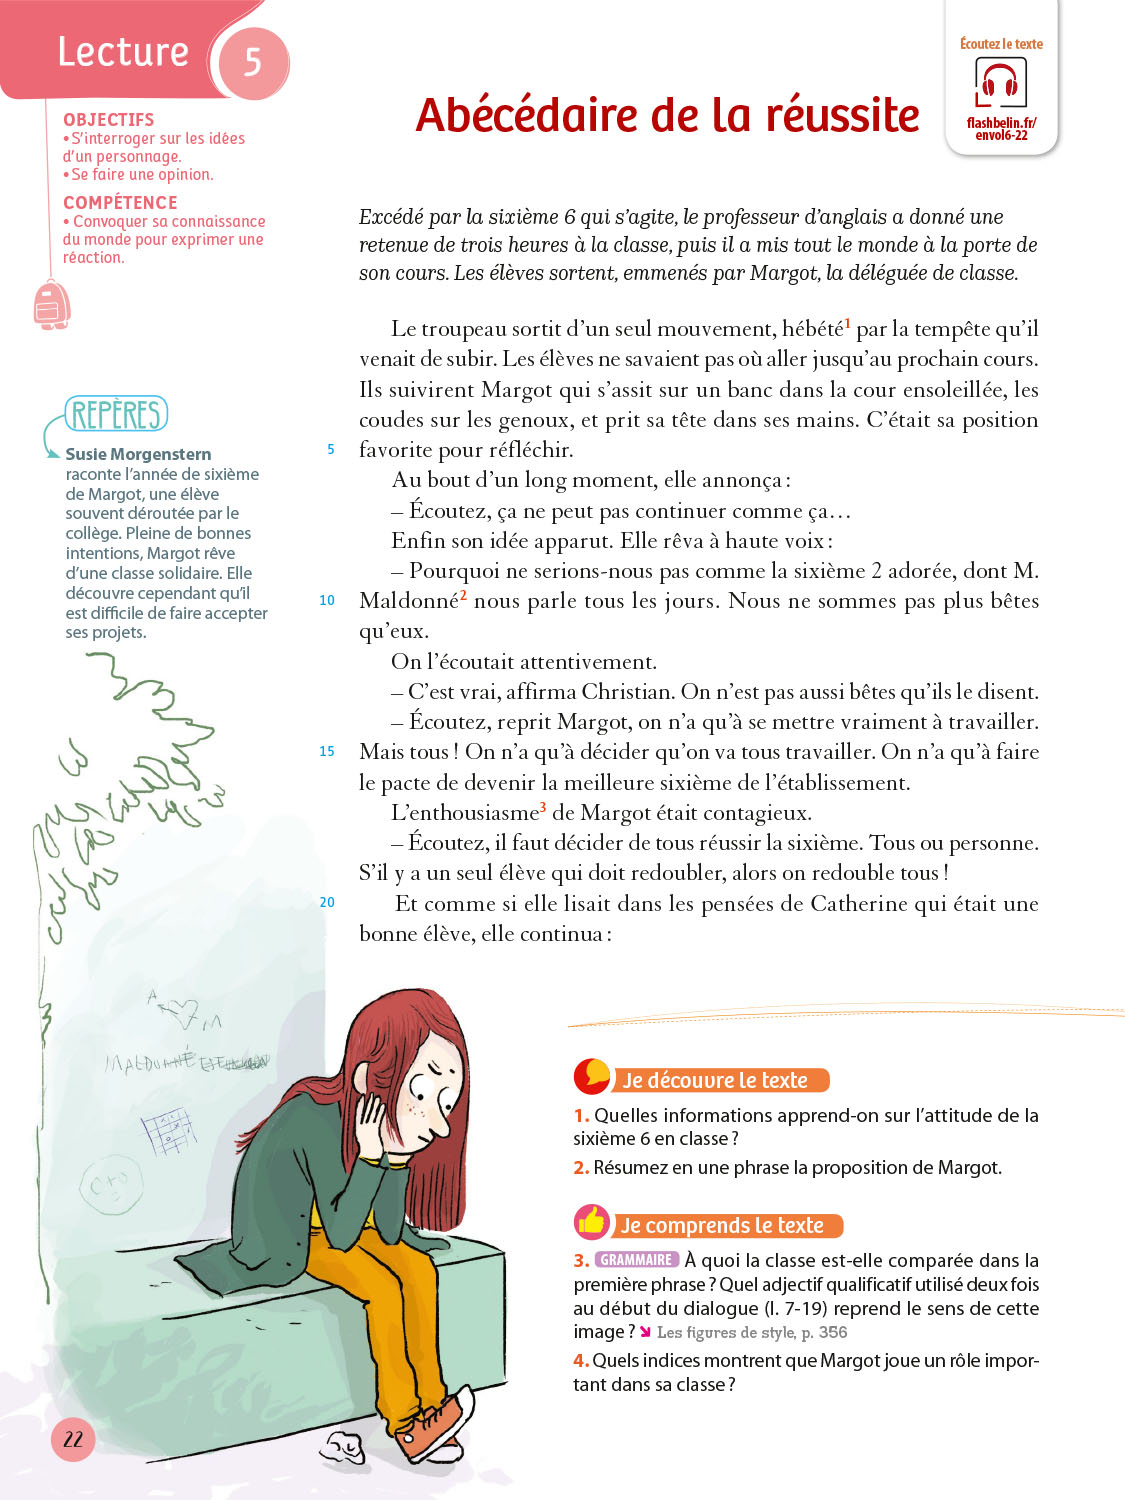 Lecture 5
Écoutez le texte
flashbelin.fr/
envol6-22
OBJECTIFS
• S’interroger sur les idées
d’un personnage.
• Se faire une opinion.
COMPÉTENCE
• Convoquer sa connaissance
du monde pour exprimer une
réaction.
Abécédaire de la réussite
Excédé par la sixième 6 qui s’agite, le professeur d’anglais a donné une
retenue de trois heures à la classe, puis il a mis tout le monde à la porte de
son cours. Les élèves sortent, emmenés par Margot, la déléguée de classe.
REPÈRES
Susie Morgenstern
raconte l’année de sixième
de Margot, une élève
souvent déroutée par le
collège. Pleine de bonnes
intentions, Margot rêve
d’une classe solidaire. Elle
découvre cependant qu’il
est difficile de faire accepter
ses projets.
Le troupeau sortit d’un seul mouvement, hébété1 par la tempête qu’il
venait de subir. Les élèves ne savaient pas où aller jusqu’au prochain cours.
Ils suivirent Margot qui s’assit sur un banc dans la cour ensoleillée, les
coudes sur les genoux, et prit sa tête dans ses mains. C’était sa position
5 favorite pour réfléchir.
Au bout d’un long moment, elle annonça :
– Écoutez, ça ne peut pas continuer comme ça…
Enfin son idée apparut. Elle rêva à haute voix :
– Pourquoi ne serions-nous pas comme la sixième 2 adorée, dont M.
10 Maldonné2 nous parle tous les jours. Nous ne sommes pas plus bêtes
qu’eux.
On l’écoutait attentivement.
– C’est vrai, affirma Christian. On n’est pas aussi bêtes qu’ils le disent.
– Écoutez, reprit Margot, on n’a qu’à se mettre vraiment à travailler.
15 Mais tous ! On n’a qu’à décider qu’on va tous travailler. On n’a qu’à faire
le pacte de devenir la meilleure sixième de l’établissement.
L’enthousiasme3 de Margot était contagieux.
– Écoutez, il faut décider de tous réussir la sixième. Tous ou personne.
S’il y a un seul élève qui doit redoubler, alors on redouble tous !
20 Et comme si elle lisait dans les pensées de Catherine qui était une
bonne élève, elle continua :
A
M
MALDONNÉ
Je découvre le texte
1. Quelles informations apprend-on sur l’attitude de la
sixième 6 en classe ?
2. Résumez en une phrase la proposition de Margot.
Je comprends le texte
3. GRAMMAIRE À quoi la classe est-elle comparée dans la
première phrase ? Quel adjectif qualificatif utilisé deux fois
au début du dialogue (l. 7-19) reprend le sens de cette
image ? Les figures de style, p. 356
4. Quels indices montrent que Margot joue un rôle impor-
tant dans sa classe ?
22